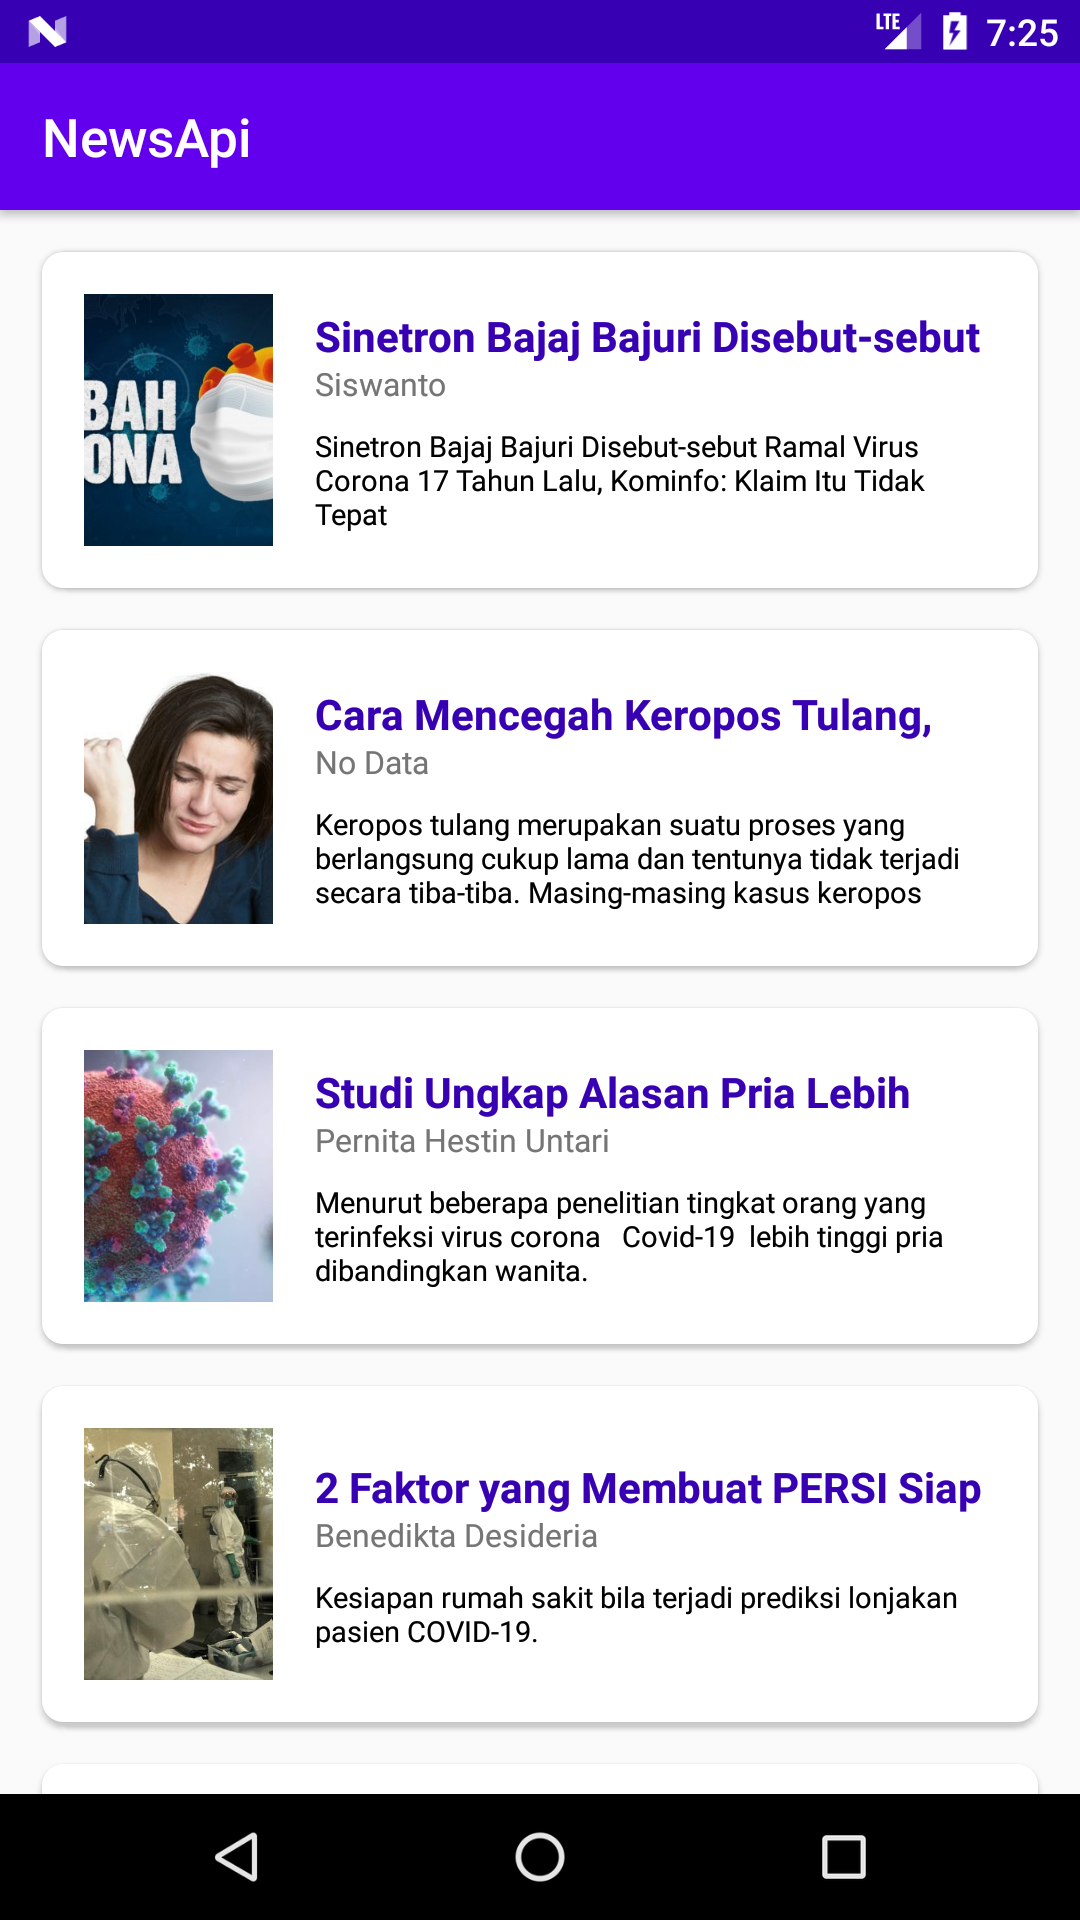 LTE 7:25
NewsApi
BAH
ONA
Sinetron Bajaj Bajuri Disebut-sebut
Siswanto
Sinetron Bajaj Bajuri Disebut-sebut Ramal Virus
Corona 17 Tahun Lalu, Kominfo: Klaim Itu Tidak
Tepat
Cara Mencegah Keropos Tulang,
No Data
Keropos tulang merupakan suatu proses yang
berlangsung cukup lama dan tentunya tidak terjadi
secara tiba-tiba. Masing-masing kasus keropos
Studi Ungkap Alasan Pria Lebih
Pernita Hestin Untari
Menurut beberapa penelitian tingkat orang yang
terinfeksi virus corona   Covid-19  lebih tinggi pria
dibandingkan wanita.
2 Faktor yang Membuat PERSI Siap
Benedikta Desideria
Kesiapan rumah sakit bila terjadi prediksi lonjakan
pasien COVID-19.